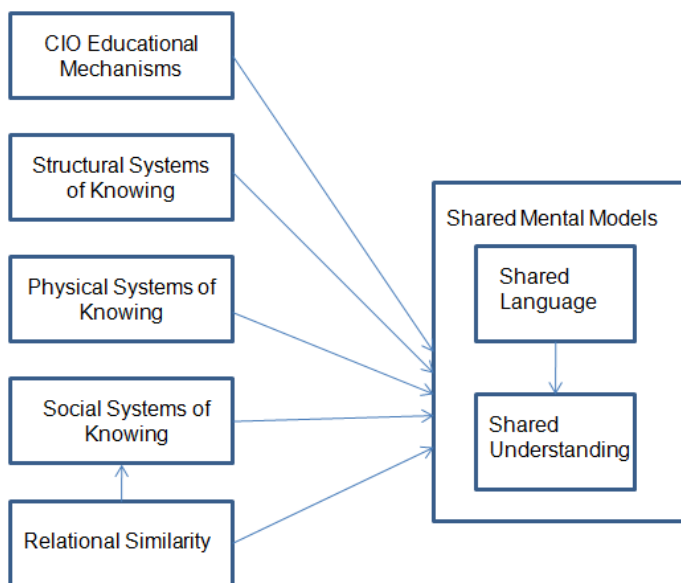 CIO Educational
Mechanisms
Structural Systems
of Knowing
Physical Systems of
Knowing
Social Systems of
Knowing
Relational Similarity
Shared Mental Models
Shared
Language
Shared
Understanding